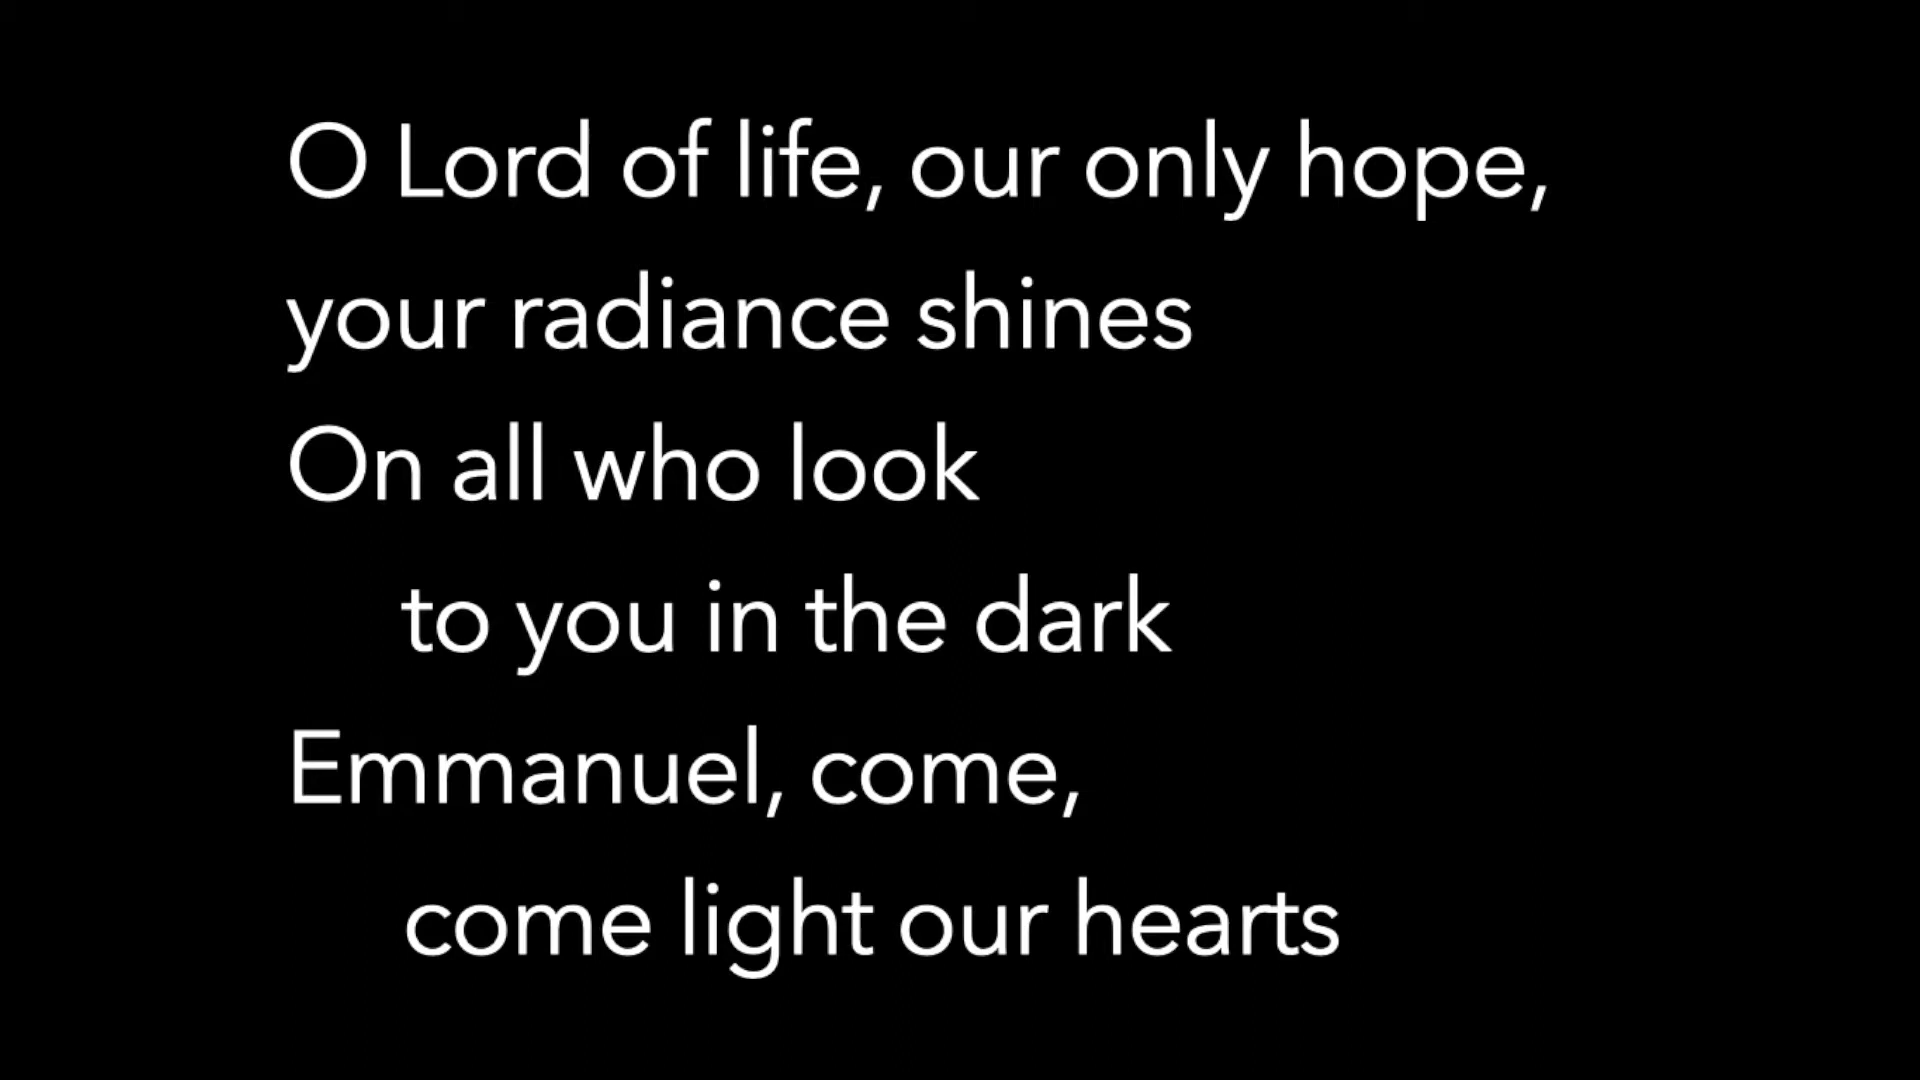 O Lord of life, our only hope,
your radiance shines
On all who look
to you in the dark
Emmanuel, come,
come light our hearts